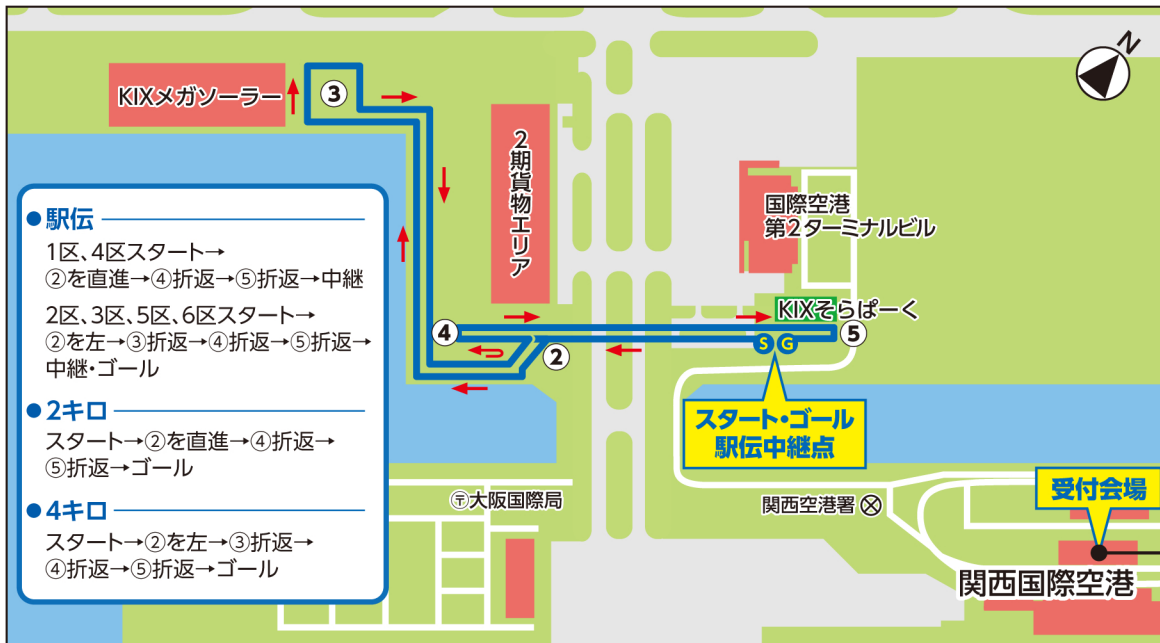 N
KIXメガソーラー
③
2期貨物エリア
国際空港
第2ターミナルビル
KIXそらぱーく
④
②
⑤
S G
スタート・ゴール
駅伝中継点
〒大阪国際局
関西空港署
受付会場
関西国際空港
●駅伝
1区、4区スタート→
②を直進→④折返→⑤折返→中継
2区、3区、5区、6区スタート→
②を左→③折返→④折返→⑤折返→
中継・ゴール
●2キロ
スタート→②を直進→④折返→
⑤折返→ゴール
●4キロ
スタート→②を左→③折返→
④折返→⑤折返→ゴール